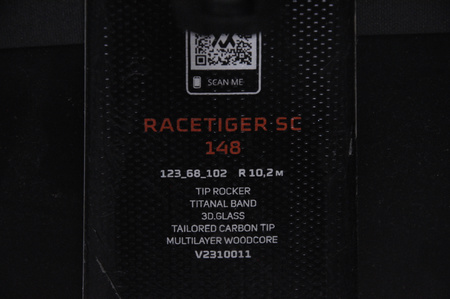 SCAN ME
RACETIGER SC
148
123_68_102 R 10,2 M
TIP ROCKER
TITANAL BAND
3D.GLASS
TAILORED CARBON TIP
MULTILAYER WOODCORE
V2310011